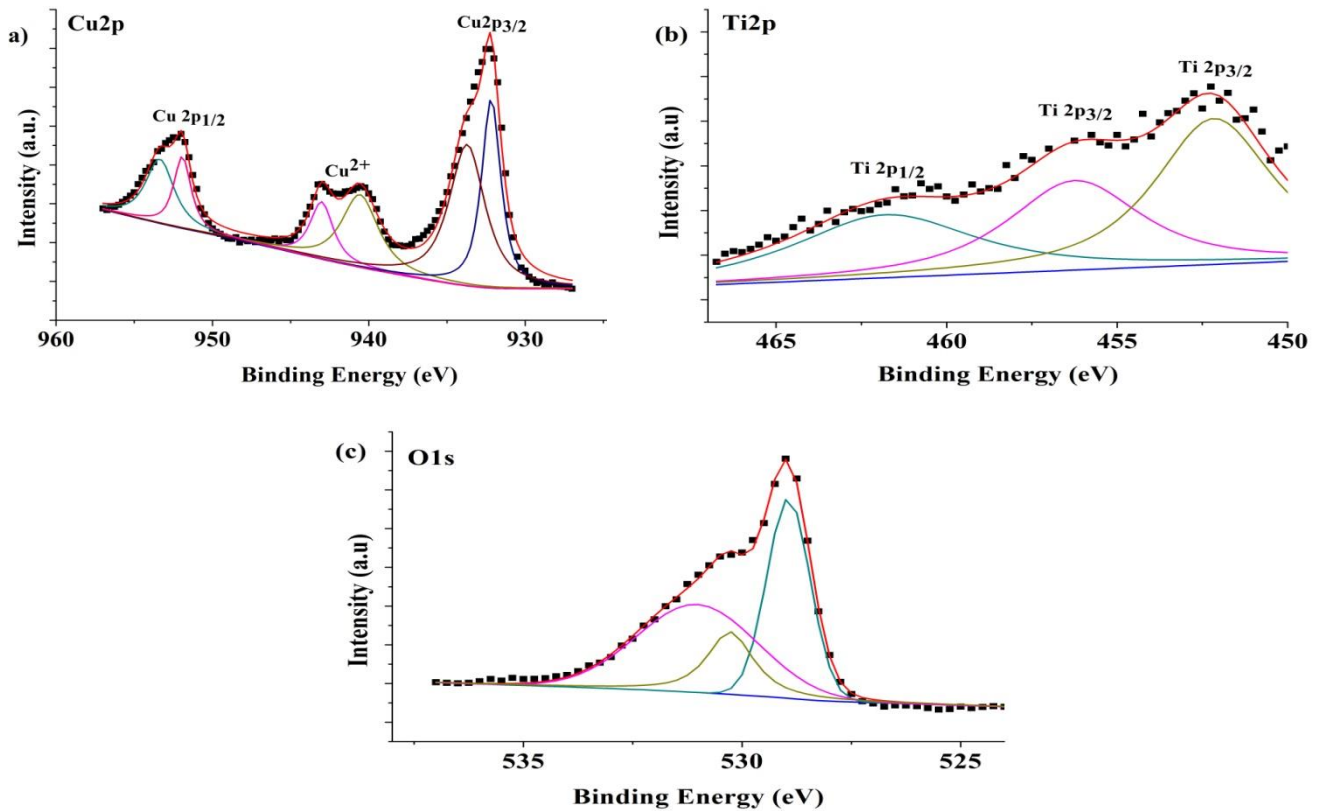 a)
Cu2p
Cu2p3/2
Cu 2p1/2
Cu2+
Intensity (a.u.)
960
950
940
930
Binding Energy (eV)
(b)
Ti2p
Ti 2p3/2
Ti 2p3/2
Ti 2p1/2
Intensity (a.u)
465
460
455
450
Binding Energy (eV)
(c)
O1s
Intensity (a.u)
535
530
525
Binding Energy (eV)